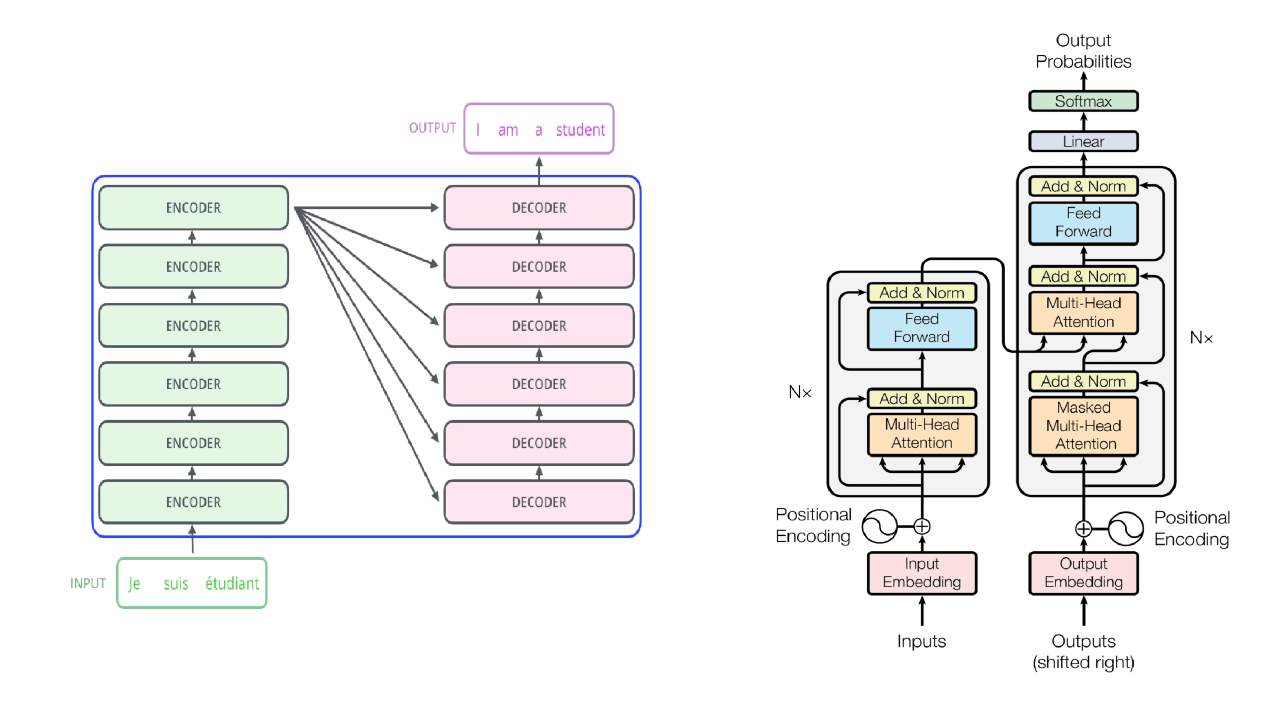 OUTPUT
I am a student
ENCODER
ENCODER
ENCODER
ENCODER
ENCODER
ENCODER
DECODER
DECODER
DECODER
DECODER
DECODER
DECODER
INPUT
Je suis étudiant
Output
Probabilities
Softmax
Linear
Add & Norm
Feed
Forward
Add & Norm
Multi-Head
Attention
Add & Norm
Masked
Multi-Head
Attention
N×
Add & Norm
Feed
Forward
Add & Norm
Multi-Head
Attention
N×
Positional
Encoding
Positional
Encoding
Input
Embedding
Output
Embedding
Inputs
Outputs
(shifted right)